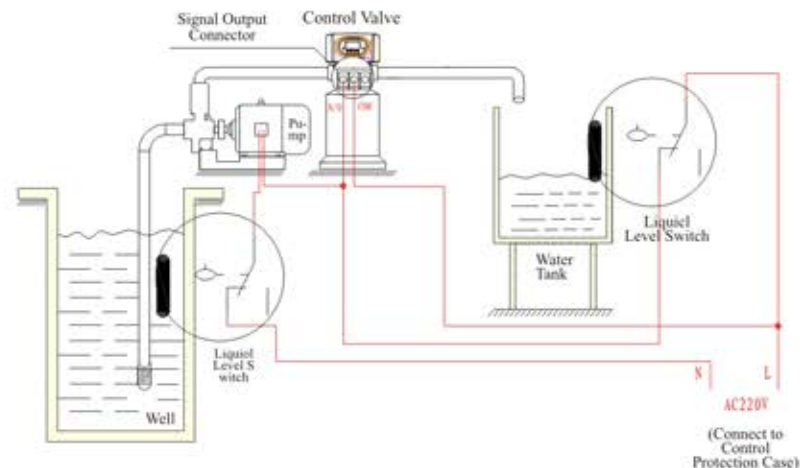 Signal Output
Connector
Control Valve
Pu-
mp
COM
Liquicl
Level Switch
Water
Tank
Liquiol
Level S
witch
Well
N
L
AC220V
(Connect to
Control
Protection Case)